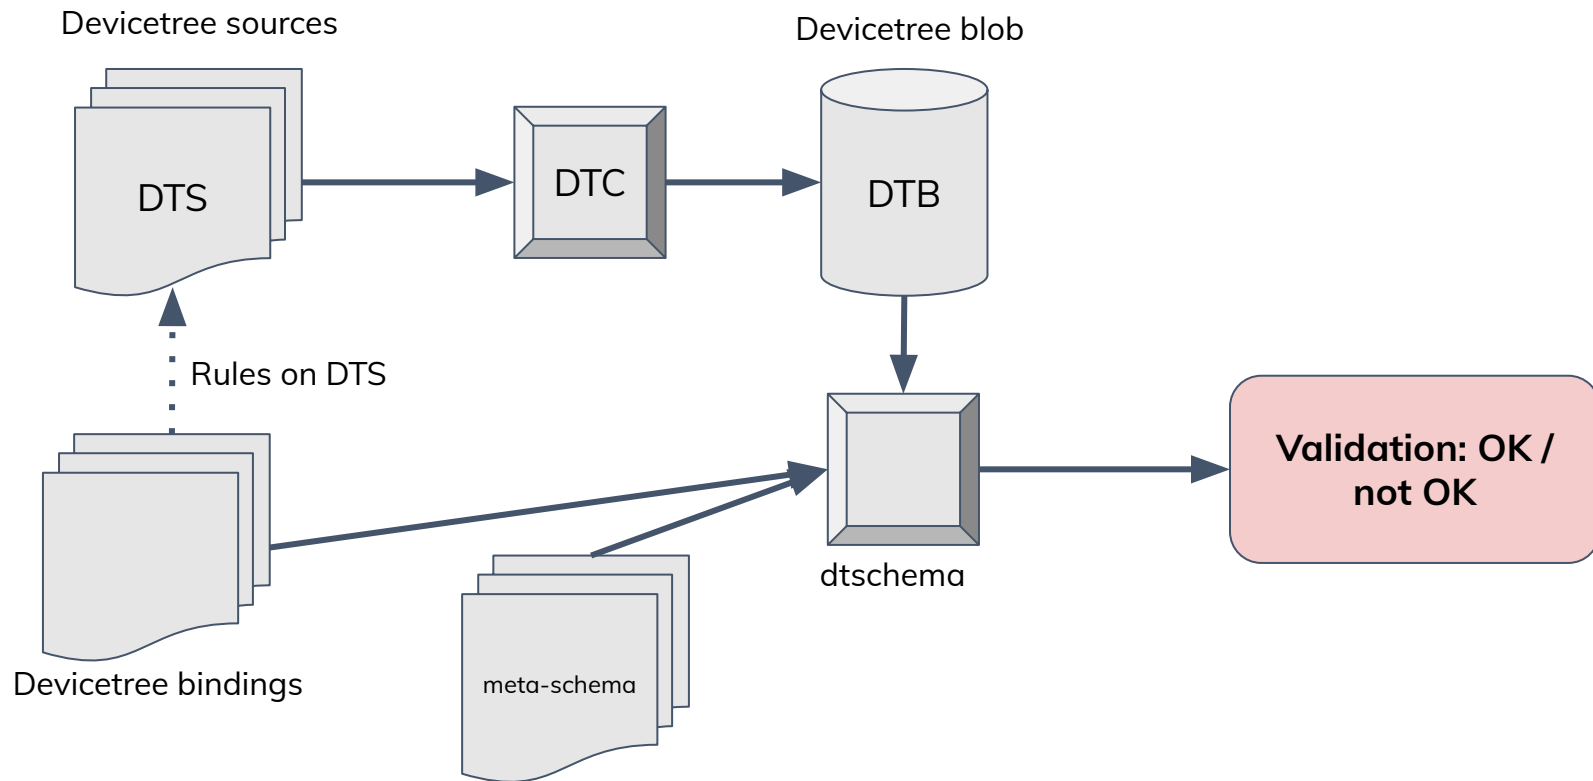 Devicetree sources
Devicetree blob
DTS
DTC
DTB
Rules on DTS
Validation: OK /
not OK
dtschema
Devicetree bindings
meta-schema